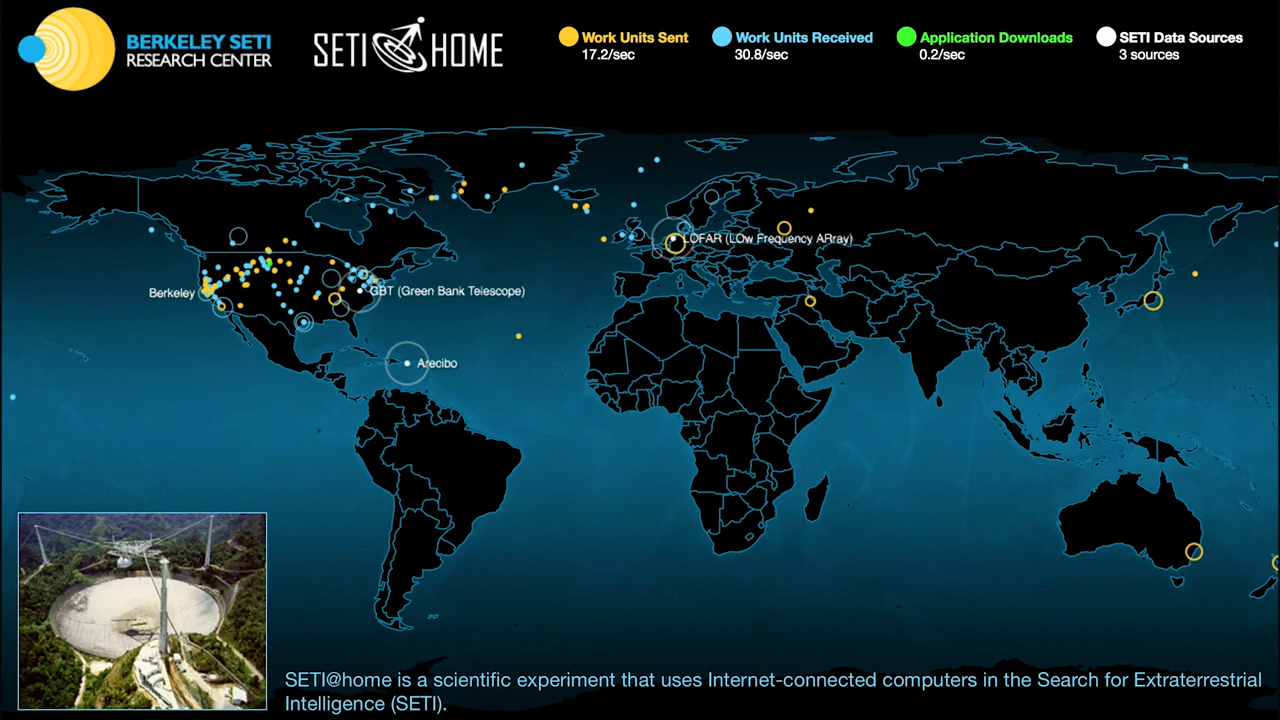 BERKELEY SETI
RESEARCH CENTER
SETI HOME
Work Units Sent
17.2/sec
Work Units Received
30.8/sec
Application Downloads
0.2/sec
SETI Data Sources
3 sources
LOFAR (LOw Frequency ARray)
Berkeley
GBT (Green Bank Telescope)
Arecibo
SETI@home is a scientific experiment that uses Internet-connected computers in the Search for Extraterrestrial
Intelligence (SETI).